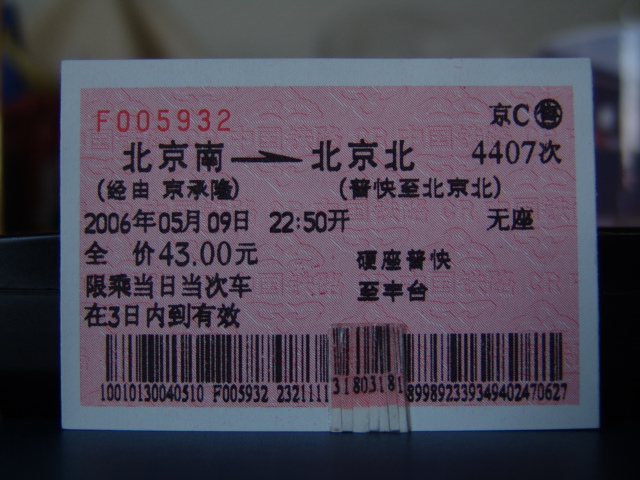 F005932 京C 售
北京南 北京北 4407次
(经由 京承隆) (普快至北京北)
2006年05月09日 22:50开 无座
全 价43.00元
硬座普快
限乘当日当次车
至丰台
在3日内到有效
10010130040510 F005932 2321111 31803181 89989233934940247062​7